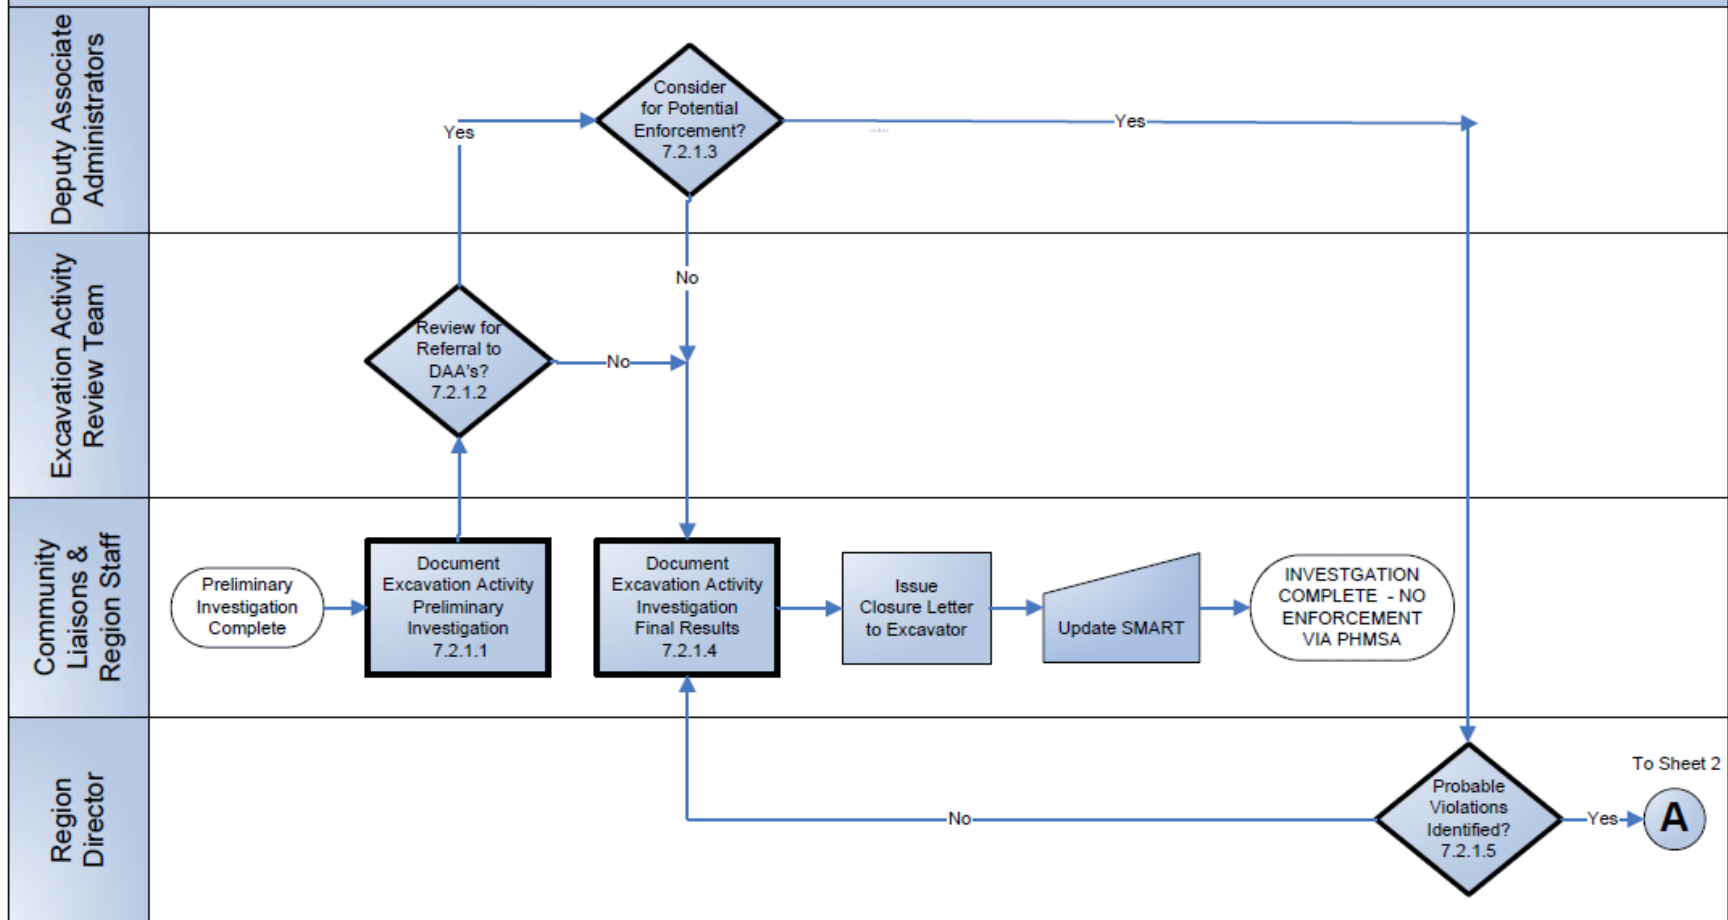 Deputy Associate
Administrators
Consider
for Potential
Enforcement?
7.2.1.3
Yes
Yes
No
Excavation Activity
Review Team
Review for
Referral to
DAA's?
7.2.1.2
No
Community
Liaisons &
Region Staff
Preliminary
Investigation
Complete
Document
Excavation Activity
Preliminary
Investigation
7.2.1.1
Document
Excavation Activity
Investigation
Final Results
7.2.1.4
Issue
Closure Letter
to Excavator
Update SMART
INVESTGATION
COMPLETE - NO
ENFORCEMENT
VIA PHMSA
Region
Director
No
Probable
Violations
Identified?
7.2.1.5
Yes
To Sheet 2
A